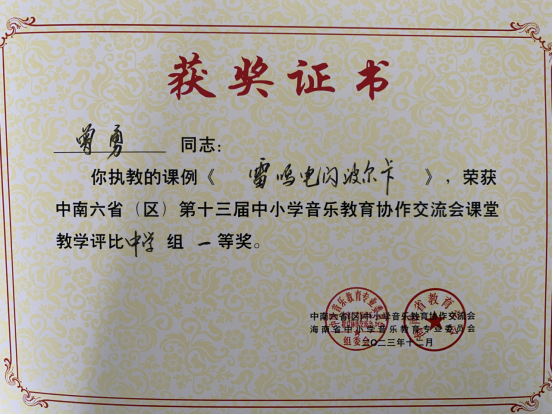 获奖证书
曾勇 同志：
你执教的课例《 雷鸣电闪波尔卡 》，荣获
中南六省（区）第十三届中小学音乐教育协作交流会课堂
教学评比中学组 一等奖。
中南六省(区)中小学音乐教育协作交流会
海南省中小学音乐教育专业委员会
二〇二三年十二月
组委会